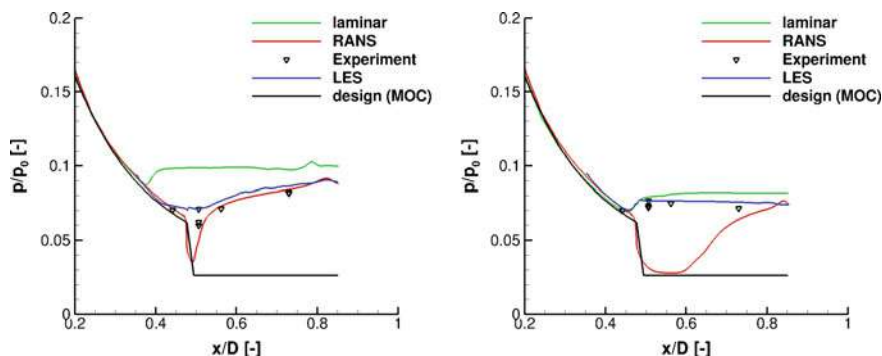 laminar
RANS
Experiment
LES
design (MOC)
0.2
0.15
0.1
0.05
0
p/p₀ [-]
0.2
0.4
0.6
0.8
1
x/D [-]
laminar
RANS
Experiment
LES
design (MOC)
0.2
0.15
0.1
0.05
0
p/p₀ [-]
0.2
0.4
0.6
0.8
1
x/D [-]